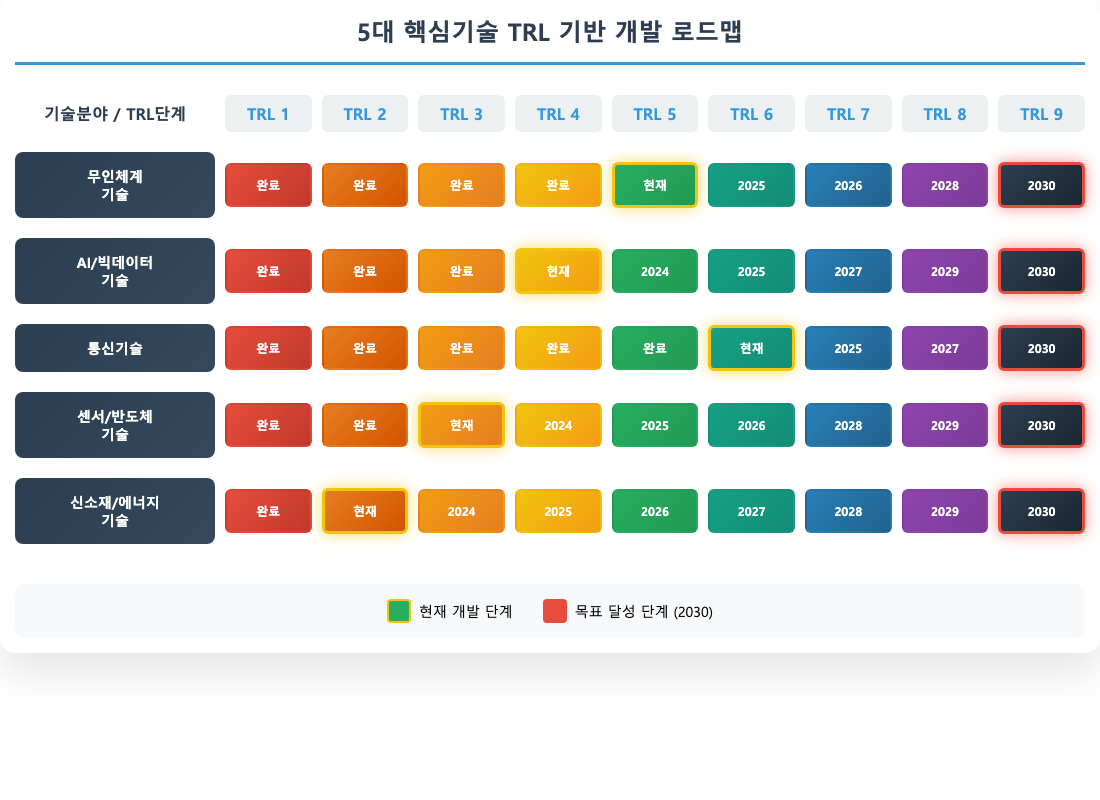 5대 핵심기술 TRL 기반 개발 로드맵
기술분야 / TRL단계 TRL 1 TRL 2 TRL 3 TRL 4 TRL 5 TRL 6 TRL 7 TRL 8 TRL 9
무인체계
기술
완료 완료 완료 완료 현재 2025 2026 2028 2030
AI/빅데이터
기술
완료 완료 완료 현재 2024 2025 2027 2029 2030
통신기술 완료 완료 완료 완료 완료 현재 2025 2027 2030
센서/반도체
기술
완료 완료 현재 2024 2025 2026 2028 2029 2030
신소재/에너지
기술
완료 현재 2024 2025 2026 2027 2028 2029 2030
현재 개발 단계 목표 달성 단계 (2030)